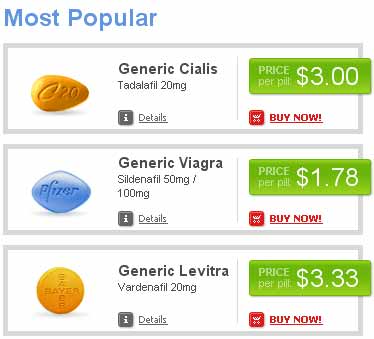 Most Popular
Generic Cialis
Tadalafil 20mg
C 20
PRICE
per pill:
$3.00
Details
BUY NOW!
Generic Viagra
Sildenafil 50mg /
100mg
Pfizer
PRICE
per pill:
$1.78
Details
BUY NOW!
Generic Levitra
Vardenafil 20mg
BAYER
PRICE
per pill:
$3.33
Details
BUY NOW!